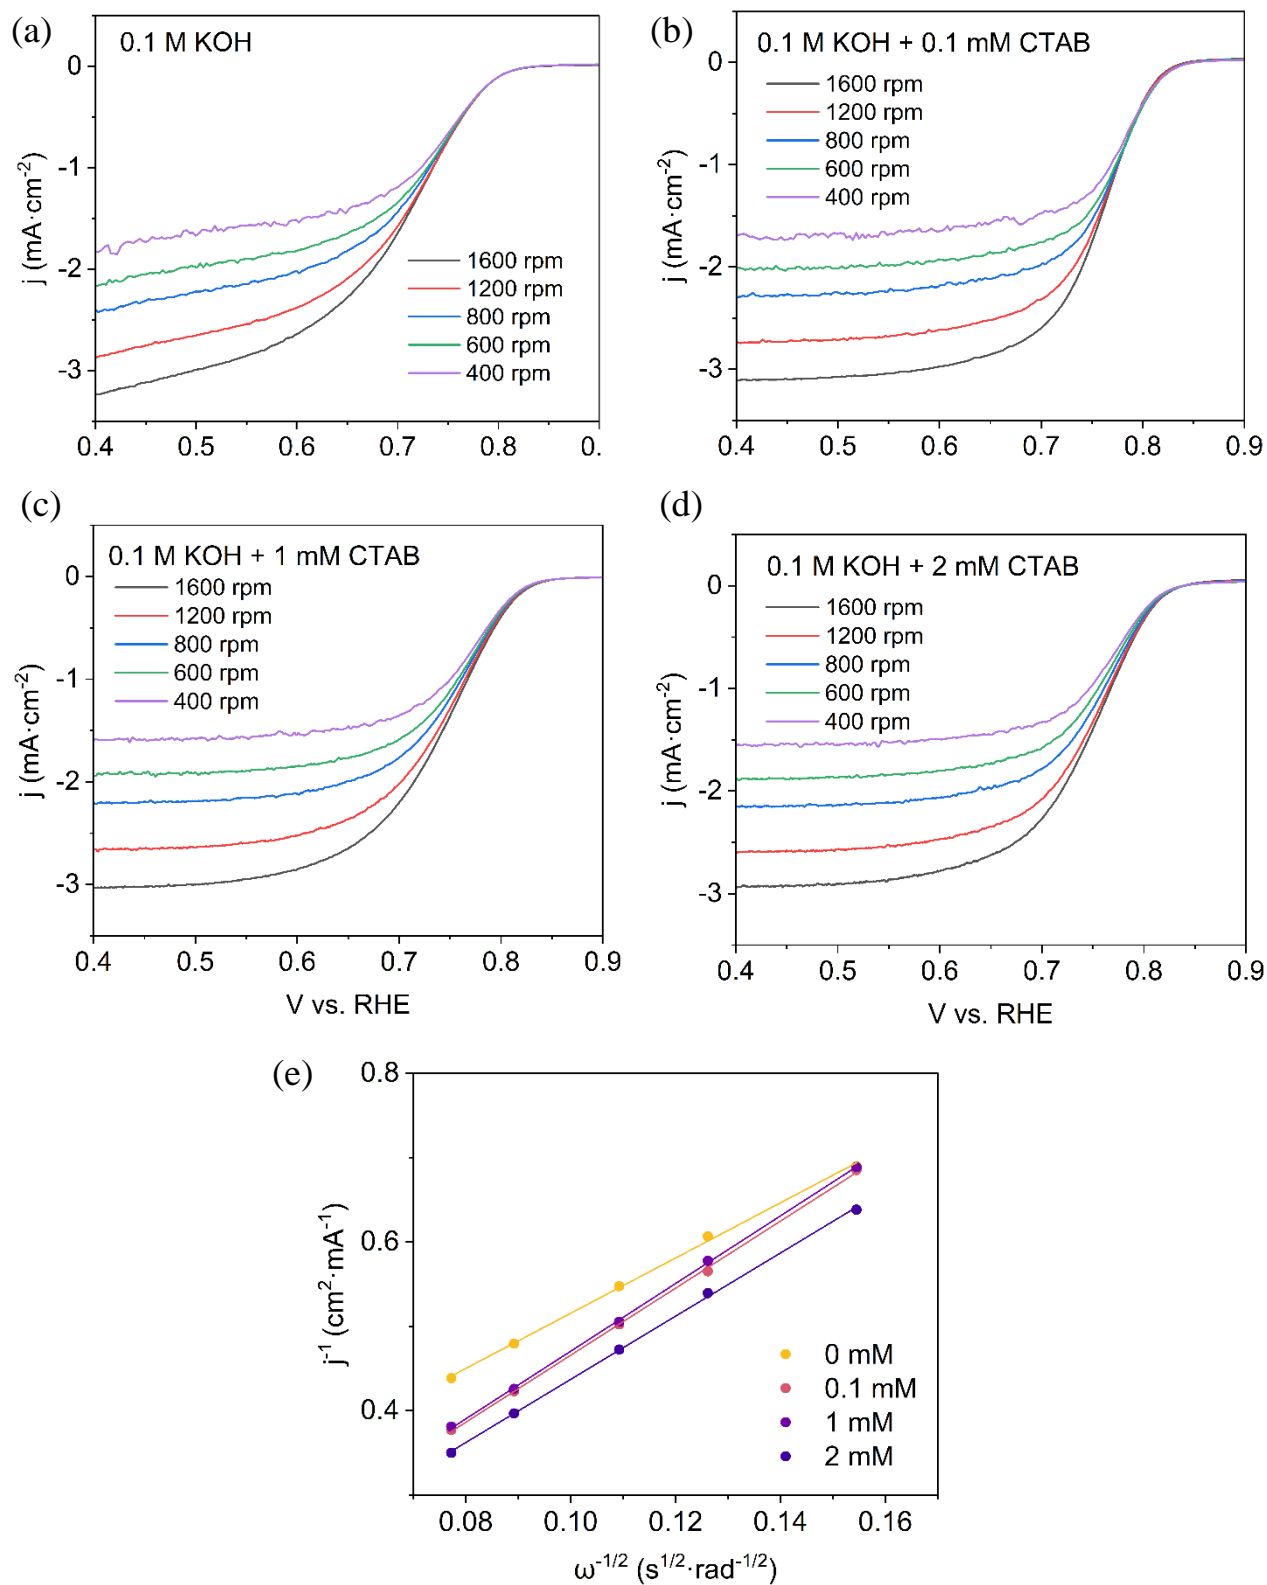 (a)
0.1 M KOH
0
-1
-2
-3
j (mA·cm⁻²)
1600 rpm
1200 rpm
800 rpm
600 rpm
400 rpm
0.4 0.5 0.6 0.7 0.8 0.
(b)
0.1 M KOH + 0.1 mM CTAB
1600 rpm
1200 rpm
800 rpm
600 rpm
400 rpm
0
-1
-2
-3
j (mA·cm⁻²)
0.4 0.5 0.6 0.7 0.8 0.9
(c)
0.1 M KOH + 1 mM CTAB
1600 rpm
1200 rpm
800 rpm
600 rpm
400 rpm
0
-1
-2
-3
j (mA·cm⁻²)
0.4 0.5 0.6 0.7 0.8 0.9
V vs. RHE
(d)
0.1 M KOH + 2 mM CTAB
1600 rpm
1200 rpm
800 rpm
600 rpm
400 rpm
0
-1
-2
-3
j (mA·cm⁻²)
0.4 0.5 0.6 0.7 0.8 0.9
V vs. RHE
(e)
0.8
0.6
0.4
j⁻¹ (cm²·mA⁻¹)
0 mM
0.1 mM
1 mM
2 mM
0.08 0.10 0.12 0.14 0.16
ω⁻¹ᐟ² (s¹ᐟ²·rad⁻¹ᐟ²)